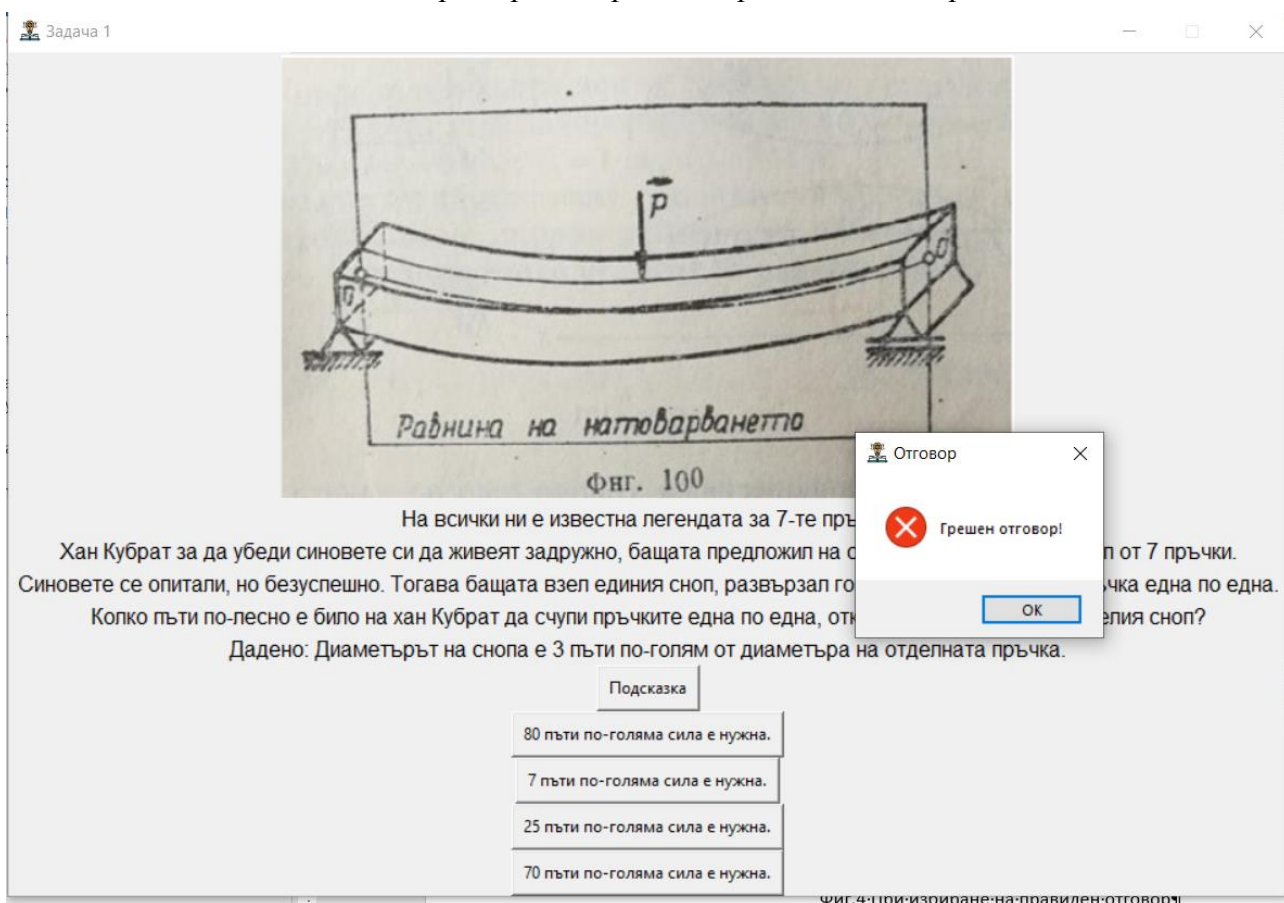 Задача 1
P
Равнина на натоварването
Фиг. 100
На всички ни е известна легендата за 7-те
Хан Кубрат за да убеди синовете си да живеят задружно, бащата предложил на от 7 пръчки.
Синовете се опитали, но безуспешно. Тогава бащата взел единия сноп, развързал една по една.
Колко пъти по-лесно е било на хан Кубрат да счупи пръчките една по една, сноп?
Дадено: Диаметърът на снопа е 3 пъти по-голям от диаметъра на отделната пръчка.
Отговор
Грешен отговор!
OK
Подсказка
80 пъти по-голяма сила е нужна.
7 пъти по-голяма сила е нужна.
25 пъти по-голяма сила е нужна.
70 пъти по-голяма сила е нужна.